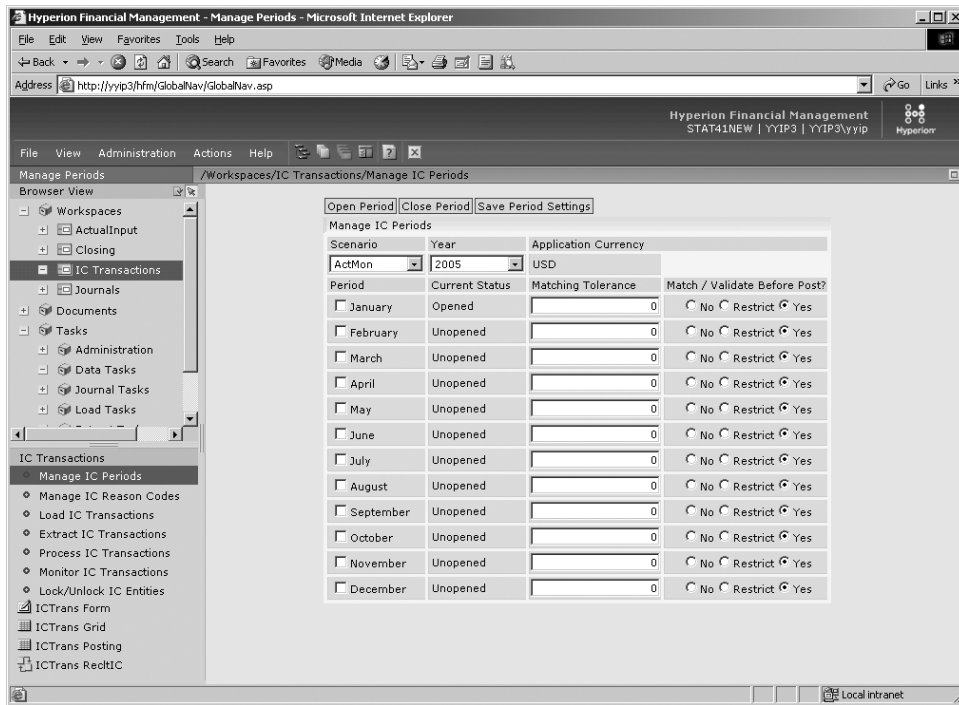 Hyperion Financial Management - Manage Periods - Microsoft Internet Explorer
File Edit View Favorites Tools Help
Back Search Favorites Media
Address http://yyip3/hfm/GlobalNav/GlobalNav.asp Go Links »
Hyperion Financial Management
STAT41NEW | YYIP3 | YYIP3\yyip
Hyperion
File View Administration Actions Help
Manage Periods /Workspaces/IC Transactions/Manage IC Periods
Browser View
Workspaces
ActualInput
Closing
IC Transactions
Journals
Documents
Tasks
Administration
Data Tasks
Journal Tasks
Load Tasks
IC Transactions
Manage IC Periods
Manage IC Reason Codes
Load IC Transactions
Extract IC Transactions
Process IC Transactions
Monitor IC Transactions
Lock/Unlock IC Entities
ICTrans Form
ICTrans Grid
ICTrans Posting
ICTrans RecltIC
Open Period Close Period Save Period Settings
Manage IC Periods
Scenario Year Application Currency
ActMon 2005 USD
Period Current Status Matching Tolerance Match / Validate Before Post?
January Opened 0 No Restrict Yes
February Unopened 0 No Restrict Yes
March Unopened 0 No Restrict Yes
April Unopened 0 No Restrict Yes
May Unopened 0 No Restrict Yes
June Unopened 0 No Restrict Yes
July Unopened 0 No Restrict Yes
August Unopened 0 No Restrict Yes
September Unopened 0 No Restrict Yes
October Unopened 0 No Restrict Yes
November Unopened 0 No Restrict Yes
December Unopened 0 No Restrict Yes
Local intranet